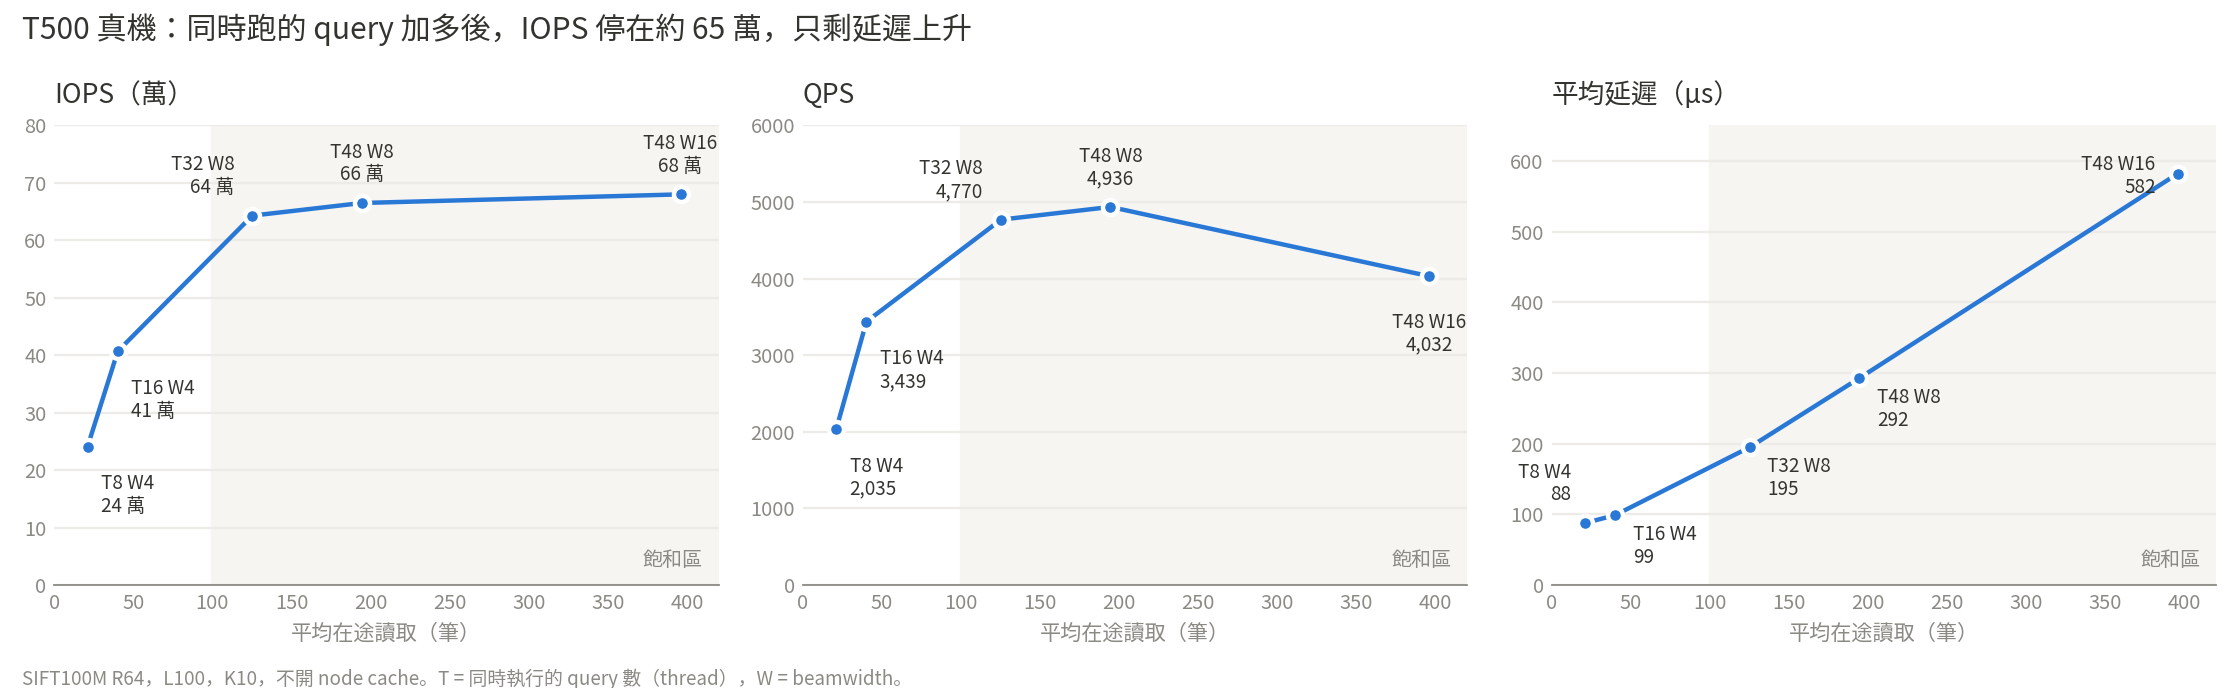 T500 真機：同時跑的 query 加多後，IOPS 停在約 65 萬，只剩延遲上升
IOPS（萬）
80
70
60
50
40
30
20
10
0
T8 W4
24 萬
T16 W4
41 萬
T32 W8
64 萬
T48 W8
66 萬
T48 W16
68 萬
飽和區
0 50 100 150 200 250 300 350 400
平均在途讀取（筆）
QPS
6000
5000
4000
3000
2000
1000
0
T8 W4
2,035
T16 W4
3,439
T32 W8
4,770
T48 W8
4,936
T48 W16
4,032
飽和區
0 50 100 150 200 250 300 350 400
平均在途讀取（筆）
平均延遲（µs）
600
500
400
300
200
100
0
T8 W4
88
T16 W4
99
T32 W8
195
T48 W8
292
T48 W16
582
飽和區
0 50 100 150 200 250 300 350 400
平均在途讀取（筆）
SIFT100M R64，L100，K10，不開 node cache。T = 同時執行的 query 數（thread），W = beamwidth。